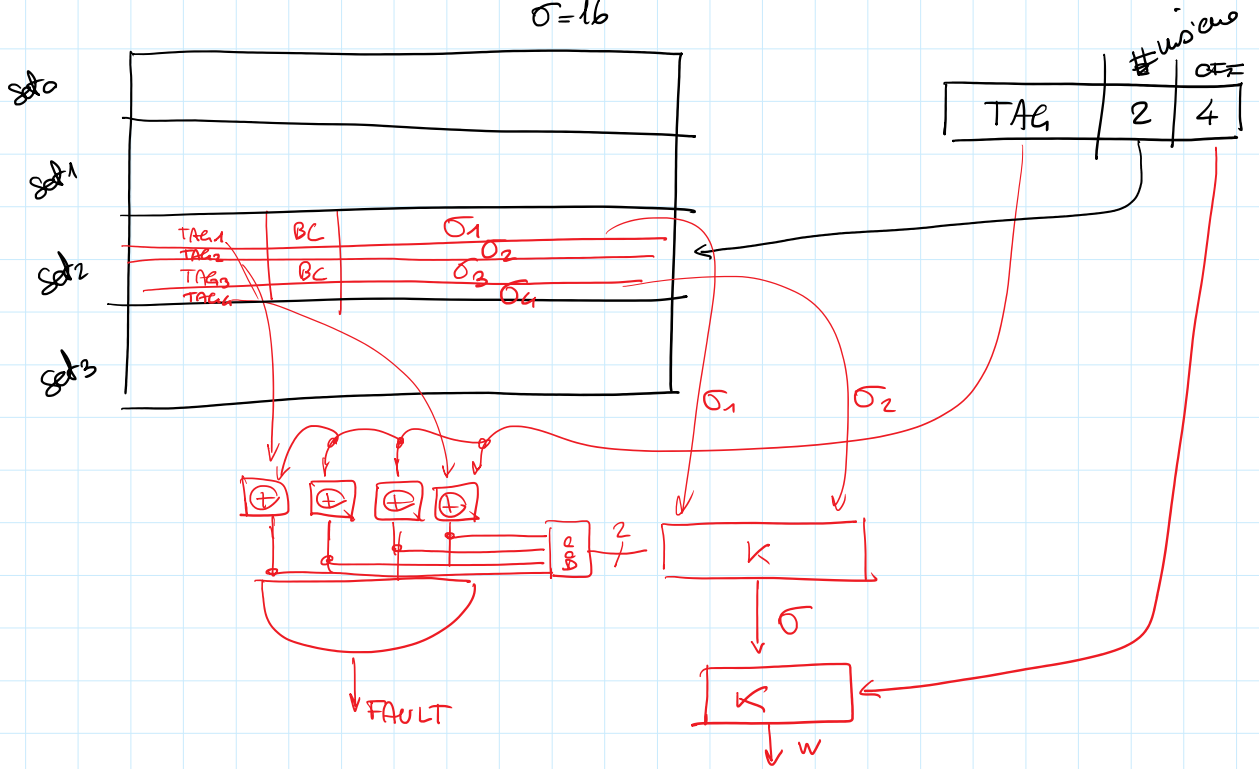 σ=16
#insieme
OFF
TAG 2 4
set0
set1
set2
set3
TAG1 BC σ1
TAG2 σ2
TAG3 BC σ3
TAG4 σ4
σ1
σ2
+ + + +
2
K
σ
K
FAULT
W